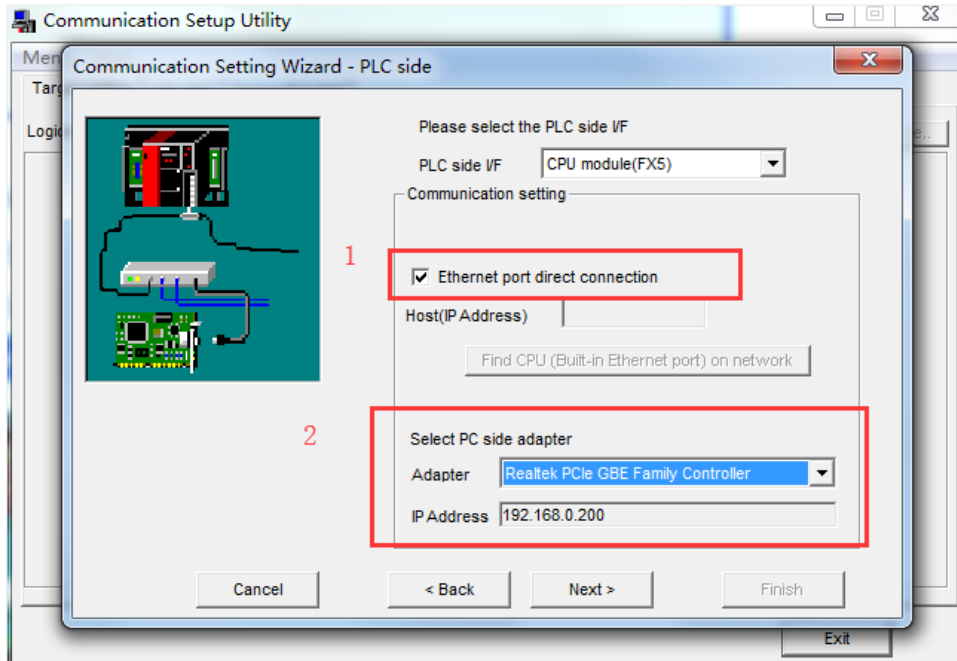 Communication Setup Utility
Men
Communication Setting Wizard - PLC side
Targ
Please select the PLC side I/F
Logic
e..
PLC side I/F CPU module(FX5)
Communication setting
1
Ethernet port direct connection
Host(IP Address)
Find CPU (Built-in Ethernet port) on network
2
Select PC side adapter
Adapter Realtek PCIe GBE Family Controller
IP Address 192.168.0.200
Cancel < Back Next > Finish
Exit